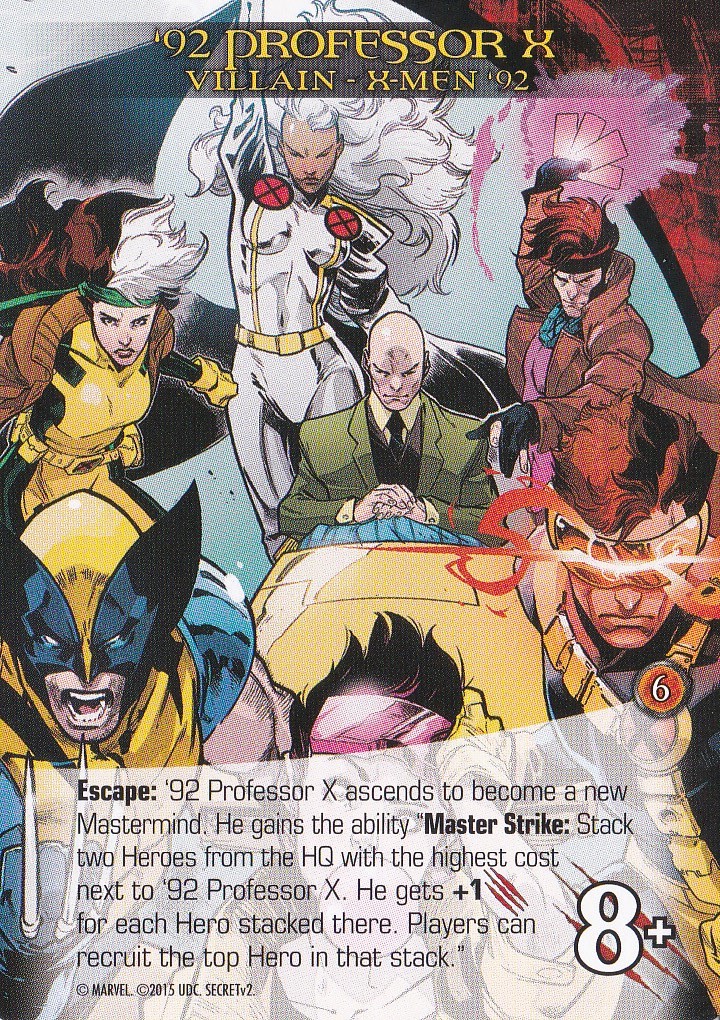 '92 PROFESSOR X
VILLAIN - X-MEN '92
6
Escape: '92 Professor X ascends to become a new
Mastermind. He gains the ability "Master Strike: Stack
two Heroes from the HQ with the highest cost
next to '92 Professor X. He gets +1
for each Hero stacked there. Players can
recruit the top Hero in that stack."
8+
© MARVEL. ©2015 UDC. SECRETv2.